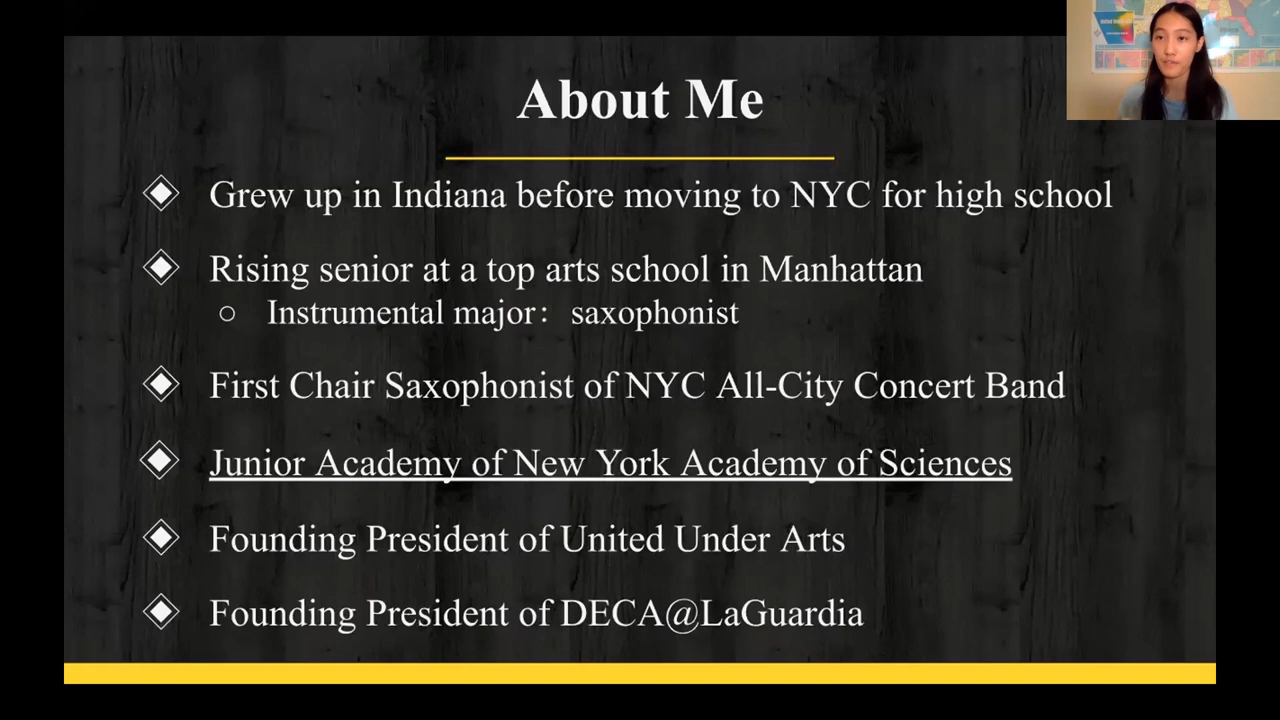 About Me
Grew up in Indiana before moving to NYC for high school
Rising senior at a top arts school in Manhattan
Instrumental major: saxophonist
First Chair Saxophonist of NYC All-City Concert Band
Junior Academy of New York Academy of Sciences
Founding President of United Under Arts
Founding President of DECA@LaGuardia